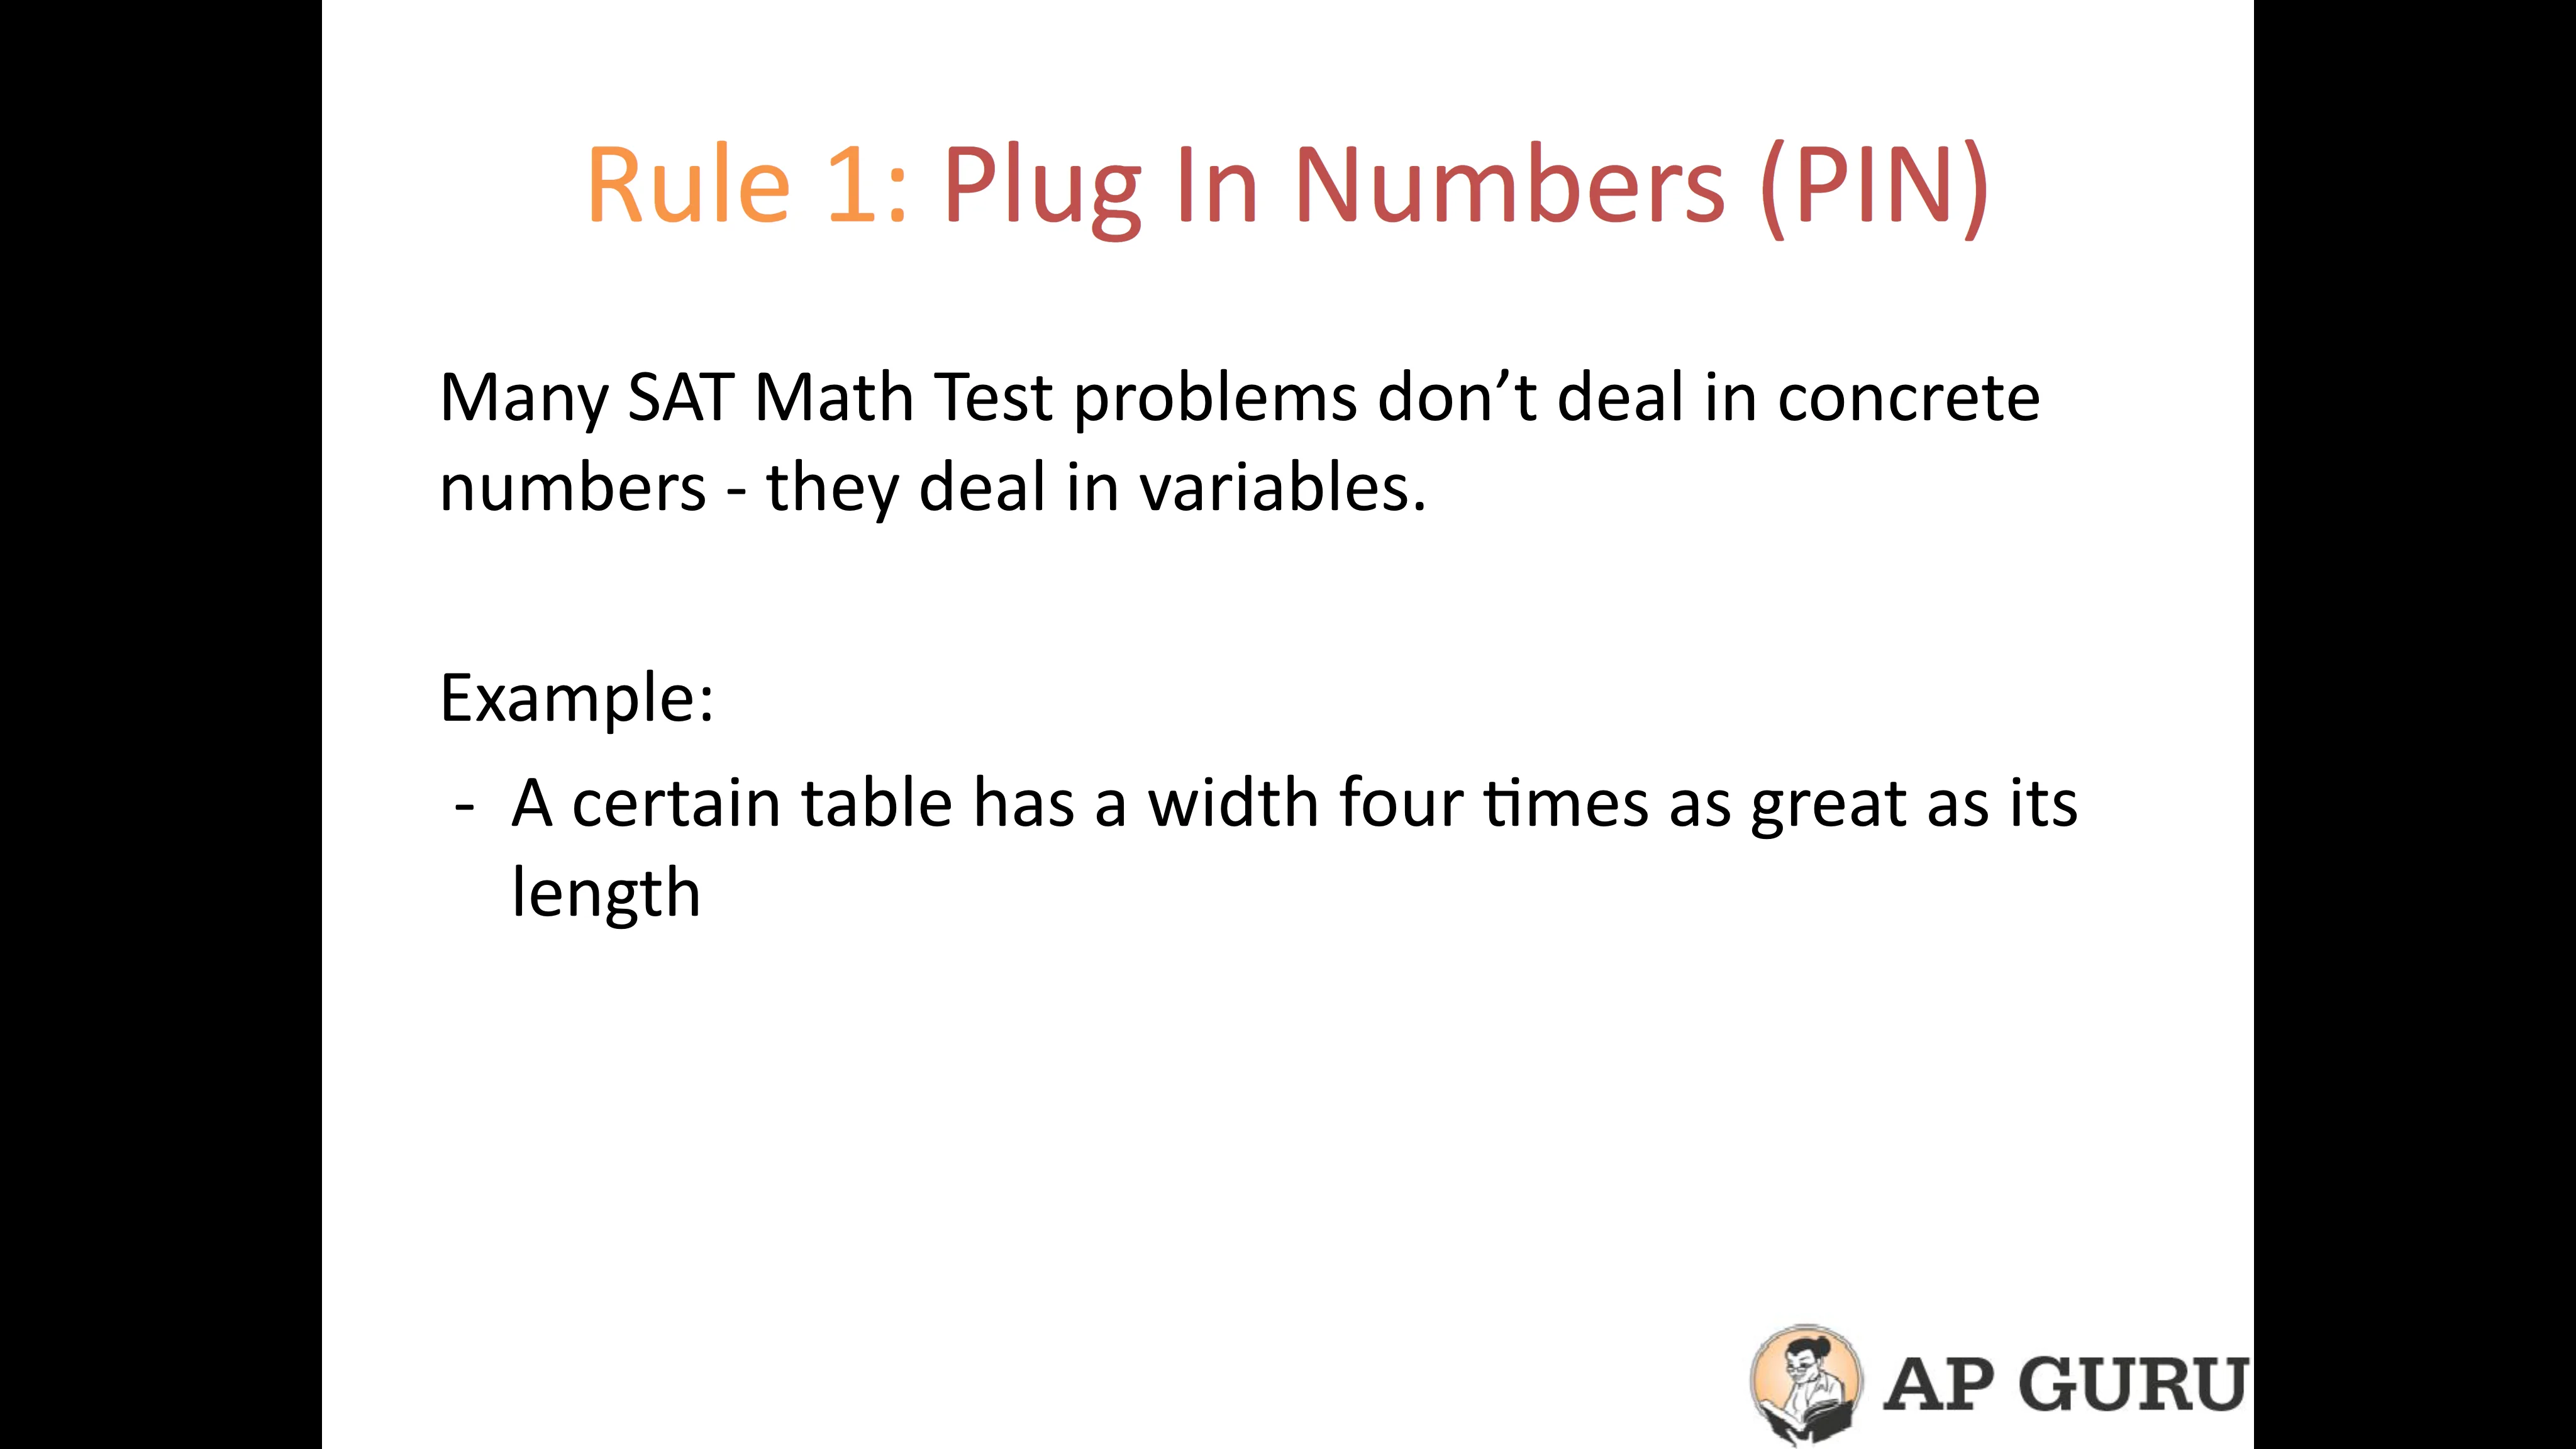 Rule 1: Plug In Numbers (PIN)
Many SAT Math Test problems don’t deal in concrete
numbers - they deal in variables.
Example:
- A certain table has a width four times as great as its
length
AP GURU